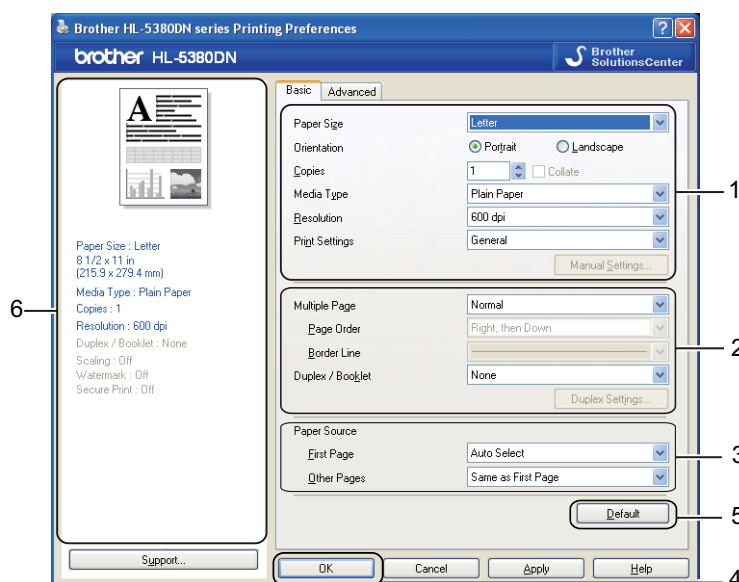 Brother HL-5380DN series Printing Preferences
brother HL-5380DN
Brother
SolutionsCenter
A
Paper Size : Letter
8 1/2 x 11 in
(215.9 x 279.4 mm)
Media Type : Plain Paper
Copies : 1
Resolution : 600 dpi
Duplex / Booklet : None
Scaling : Off
Watermark : Off
Secure Print : Off
Support...
6
Basic Advanced
Paper Size Letter
Orientation Portrait Landscape
Copies 1 Collate
Media Type Plain Paper
1
Resolution 600 dpi
Print Settings General
Manual Settings...
Multiple Page Normal
Page Order Right, then Down
Border Line
2
Duplex / Booklet None
Duplex Settings...
Paper Source
First Page Auto Select
3
Other Pages Same as First Page
Default
5
OK Cancel Apply Help
4